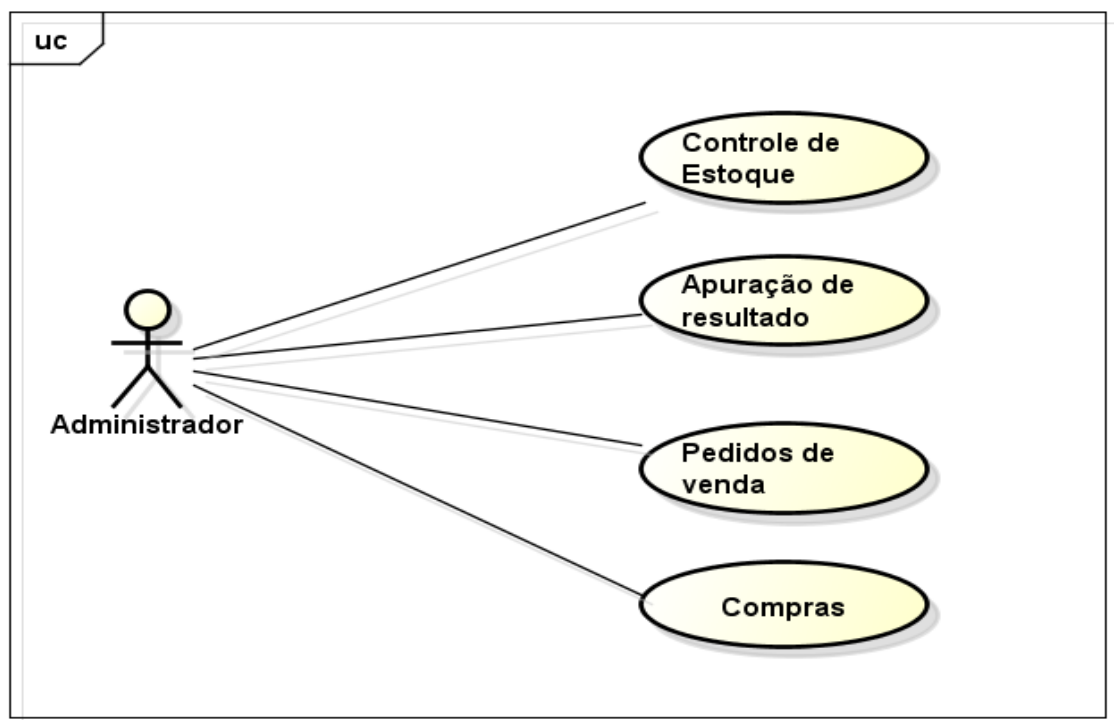 uc
Controle de
Estoque
Apuração de
resultado
Administrador
Pedidos de
venda
Compras